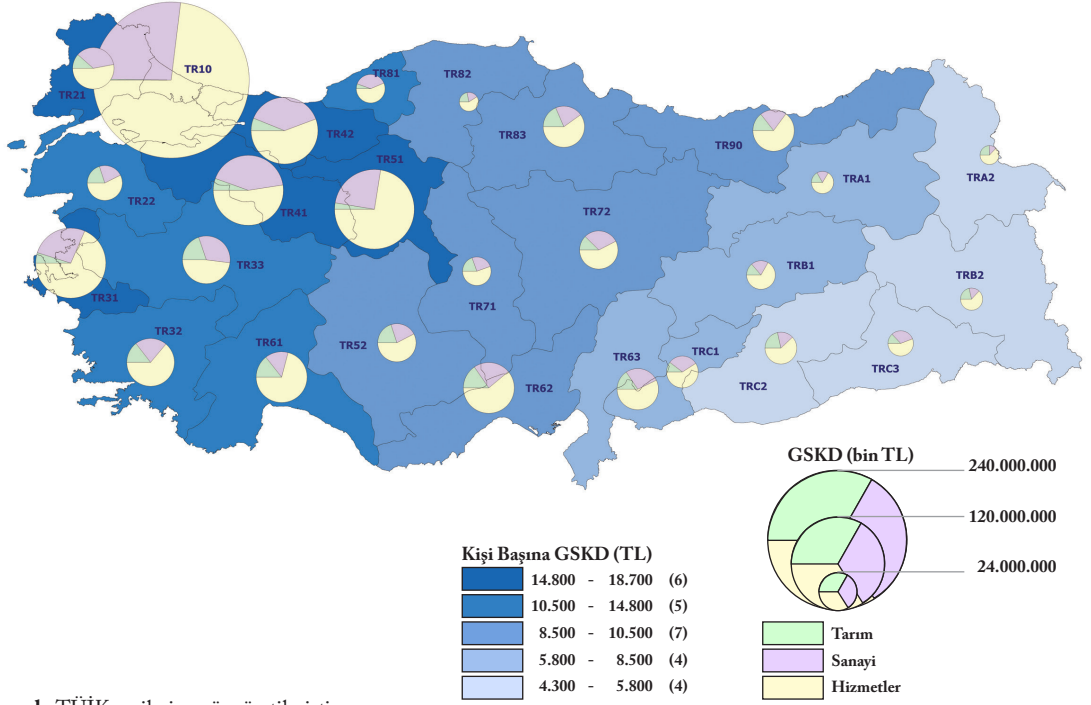 TR10
TR21
TR81
TR82
TR42
TR83
TR90
TR51
TRA1
TRA2
TR22
TR41
TR72
TR33
TRB1
TRB2
TR31
TR71
TR32
TR61
TR52
TR63
TRC1
TR62
TRC2
TRC3
GSKD (bin TL)
240.000.000
120.000.000
24.000.000
Tarım
Sanayi
Hizmetler
Kişi Başına GSKD (TL)
14.800 - 18.700 (6)
10.500 - 14.800 (5)
8.500 - 10.500 (7)
5.800 - 8.500 (4)
4.300 - 5.800 (4)